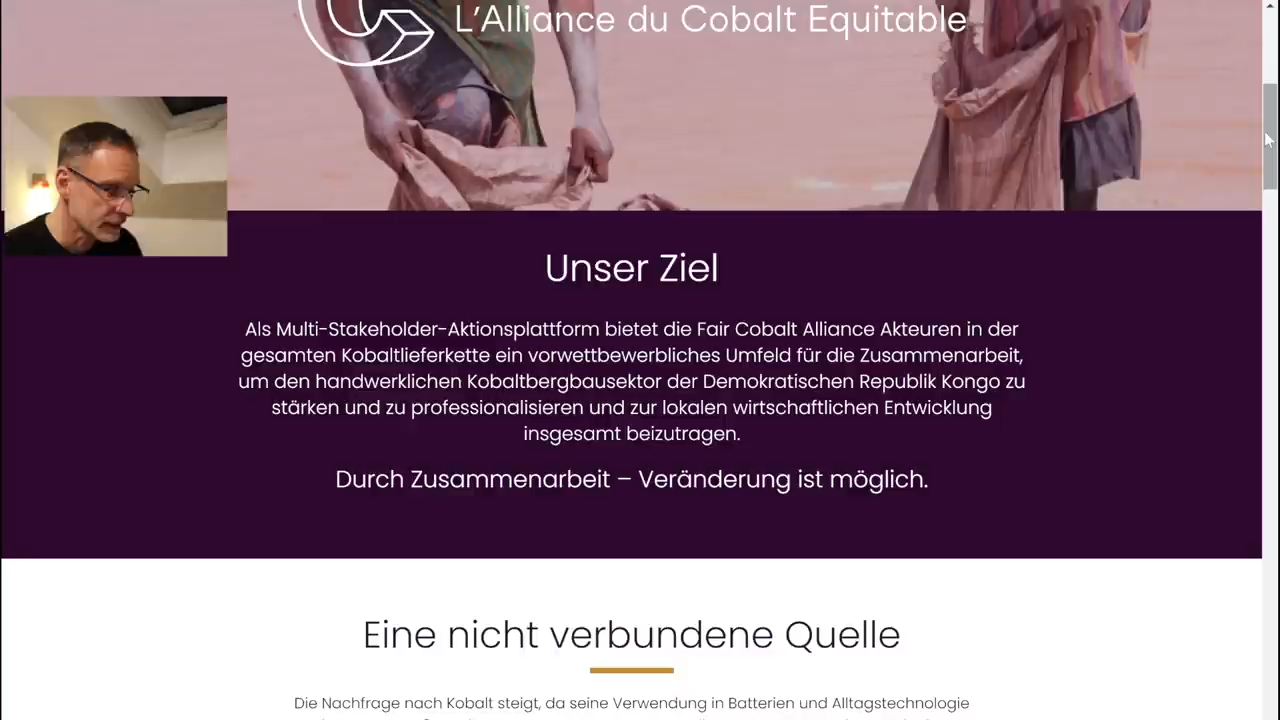 L'Alliance du Cobalt Equitable
Unser Ziel
Als Multi-Stakeholder-Aktionsplattform bietet die Fair Cobalt Alliance Akteuren in der
gesamten Kobaltlieferkette ein vorwettbewerbliches Umfeld für die Zusammenarbeit,
um den handwerklichen Kobaltbergbausektor der Demokratischen Republik Kongo zu
stärken und zu professionalisieren und zur lokalen wirtschaftlichen Entwicklung
insgesamt beizutragen.
Durch Zusammenarbeit – Veränderung ist möglich.
Eine nicht verbundene Quelle
Die Nachfrage nach Kobalt steigt, da seine Verwendung in Batterien und Alltagstechnologie